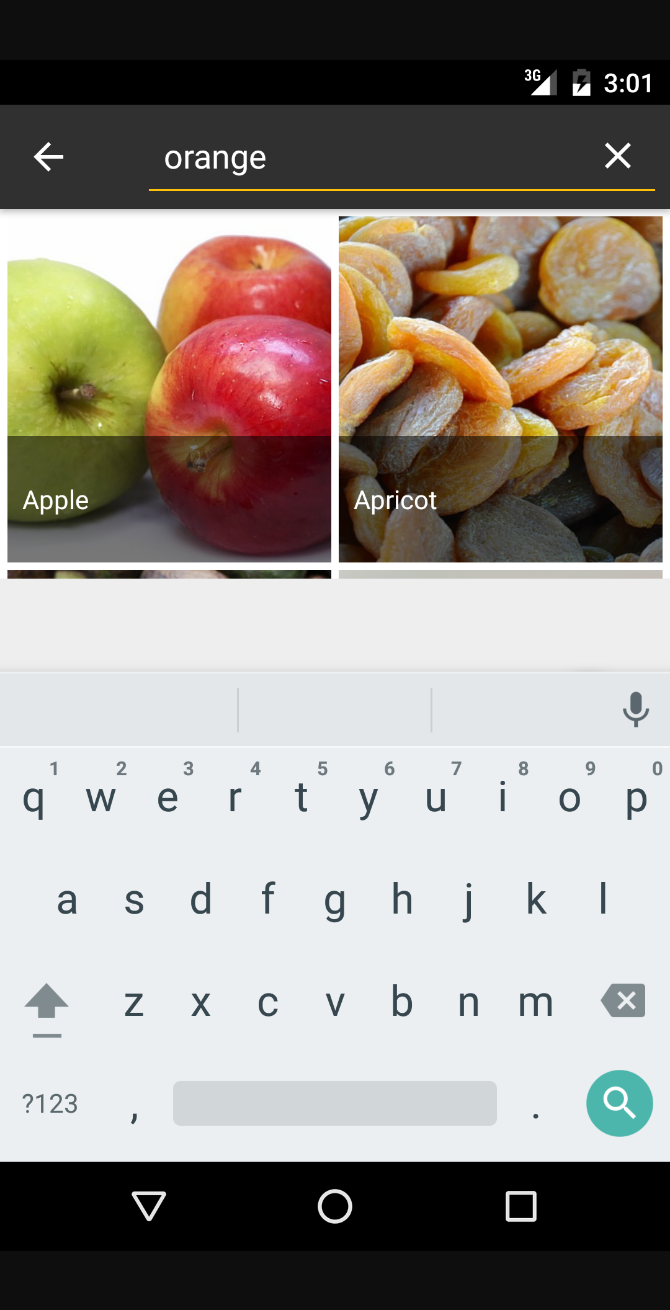 3G 3:01
orange
Apple Apricot
1 2 3 4 5 6 7 8 9 0
q w e r t y u i o p
a s d f g h j k l
z x c v b n m
?123 , .